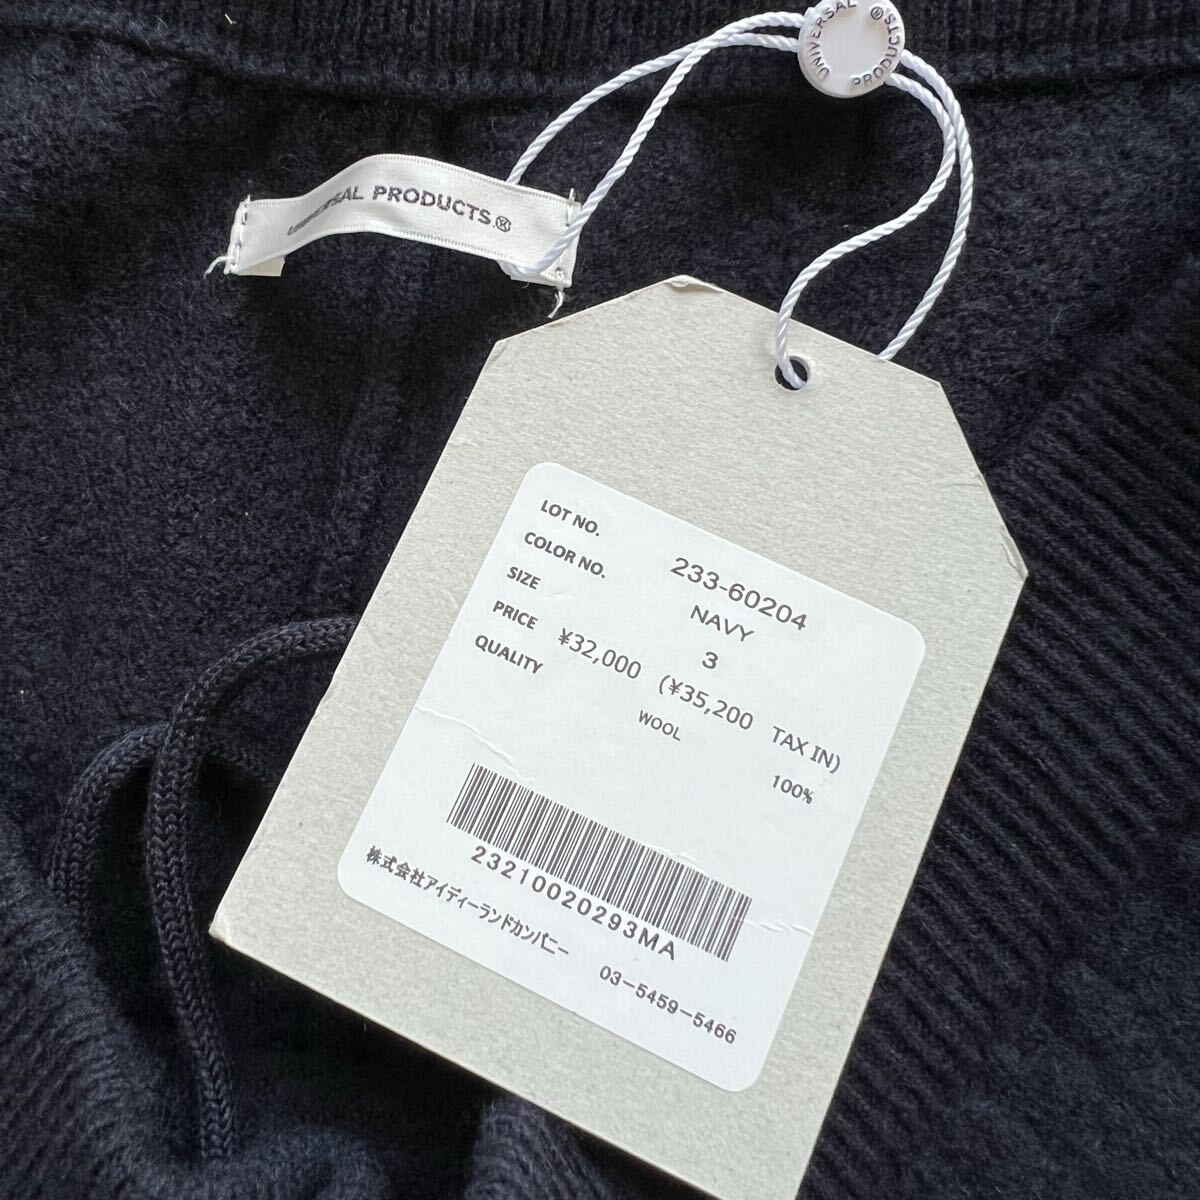 UNIVERSAL PRODUCTS ®
UNIVERSAL PRODUCTS.®
LOT NO. 233-60204
COLOR NO. NAVY
SIZE 3
PRICE ¥32,000 (¥35,200 TAX IN)
QUALITY WOOL 100%
23210020293MA
株式会社アイディーランドカンパニー
03-5459-5466